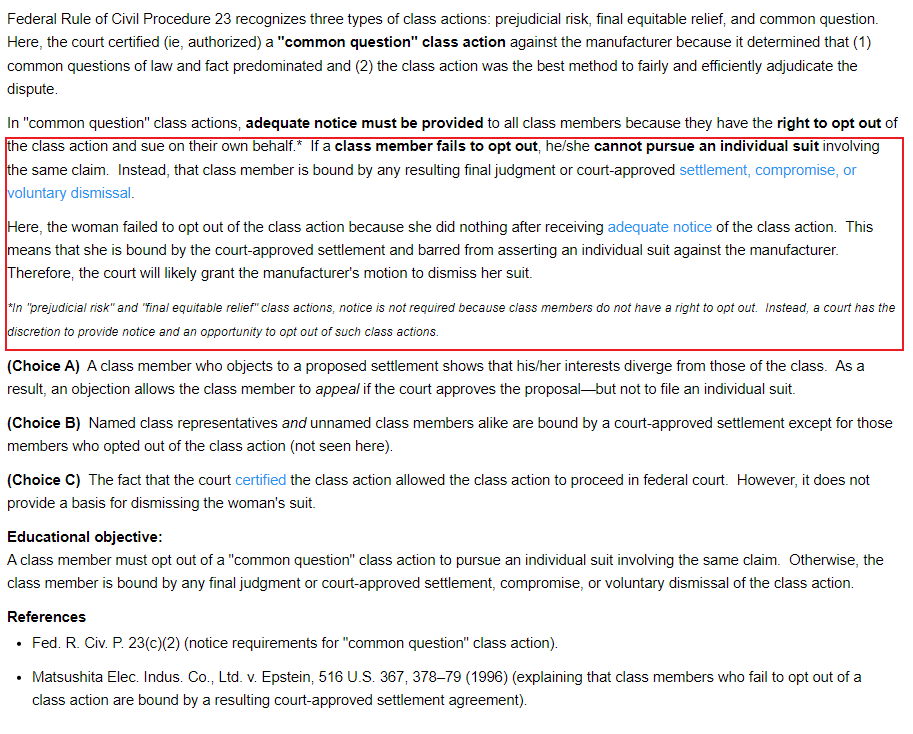 Federal Rule of Civil Procedure 23 recognizes three types of class actions: prejudicial risk, final equitable relief, and common question.
Here, the court certified (ie, authorized) a "common question" class action against the manufacturer because it determined that (1)
common questions of law and fact predominated and (2) the class action was the best method to fairly and efficiently adjudicate the
dispute.
In "common question" class actions, adequate notice must be provided to all class members because they have the right to opt out of
the class action and sue on their own behalf.* If a class member fails to opt out, he/she cannot pursue an individual suit involving
the same claim. Instead, that class member is bound by any resulting final judgment or court-approved settlement, compromise, or
voluntary dismissal.
Here, the woman failed to opt out of the class action because she did nothing after receiving adequate notice of the class action. This
means that she is bound by the court-approved settlement and barred from asserting an individual suit against the manufacturer.
Therefore, the court will likely grant the manufacturer's motion to dismiss her suit.
*In "prejudicial risk" and "final equitable relief" class actions, notice is not required because class members do not have a right to opt out. Instead, a court has the
discretion to provide notice and an opportunity to opt out of such class actions.
(Choice A) A class member who objects to a proposed settlement shows that his/her interests diverge from those of the class. As a
result, an objection allows the class member to appeal if the court approves the proposal—but not to file an individual suit.
(Choice B) Named class representatives and unnamed class members alike are bound by a court-approved settlement except for those
members who opted out of the class action (not seen here).
(Choice C) The fact that the court certified the class action allowed the class action to proceed in federal court. However, it does not
provide a basis for dismissing the woman's suit.
Educational objective:
A class member must opt out of a "common question" class action to pursue an individual suit involving the same claim. Otherwise, the
class member is bound by any final judgment or court-approved settlement, compromise, or voluntary dismissal of the class action.
References
• Fed. R. Civ. P. 23(c)(2) (notice requirements for "common question" class action).
• Matsushita Elec. Indus. Co., Ltd. v. Epstein, 516 U.S. 367, 378–79 (1996) (explaining that class members who fail to opt out of a
class action are bound by a resulting court-approved settlement agreement).